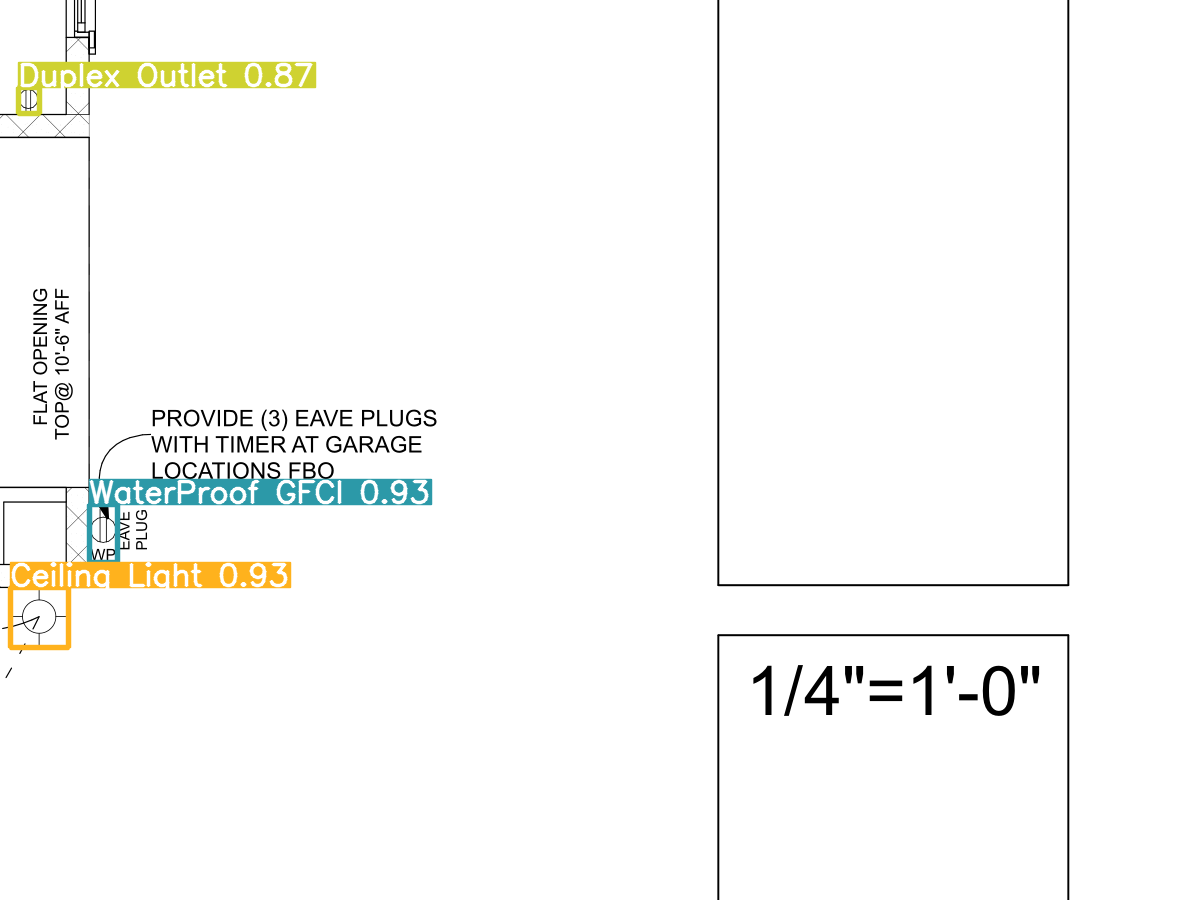 Duplex Outlet 0.87
FLAT OPENING
TOP@ 10'-6" AFF
PROVIDE (3) EAVE PLUGS
WITH TIMER AT GARAGE
LOCATIONS FBO
WaterProof GFCI 0.93
EAVE
PLUG
WP
Ceiling Light 0.93
1/4"=1'-0"